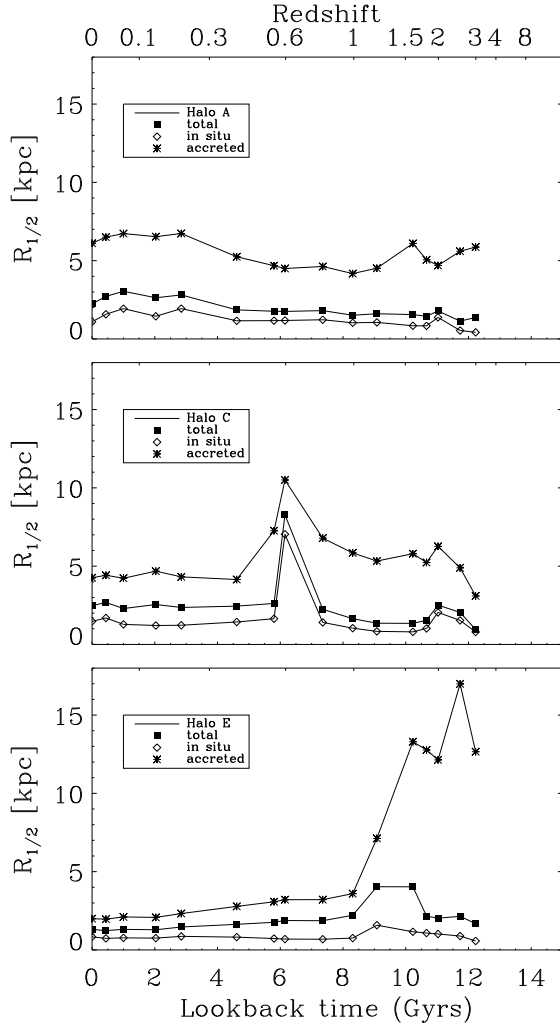 Redshift
0 0.1 0.3 0.6 1 1.5 2 3 4 8
15
10
5
0
R1/2 [kpc]
Halo A
total
in situ
accreted
15
10
5
0
R1/2 [kpc]
Halo C
total
in situ
accreted
15
10
5
0
R1/2 [kpc]
Halo E
total
in situ
accreted
0 2 4 6 8 10 12 14
Lookback time (Gyrs)